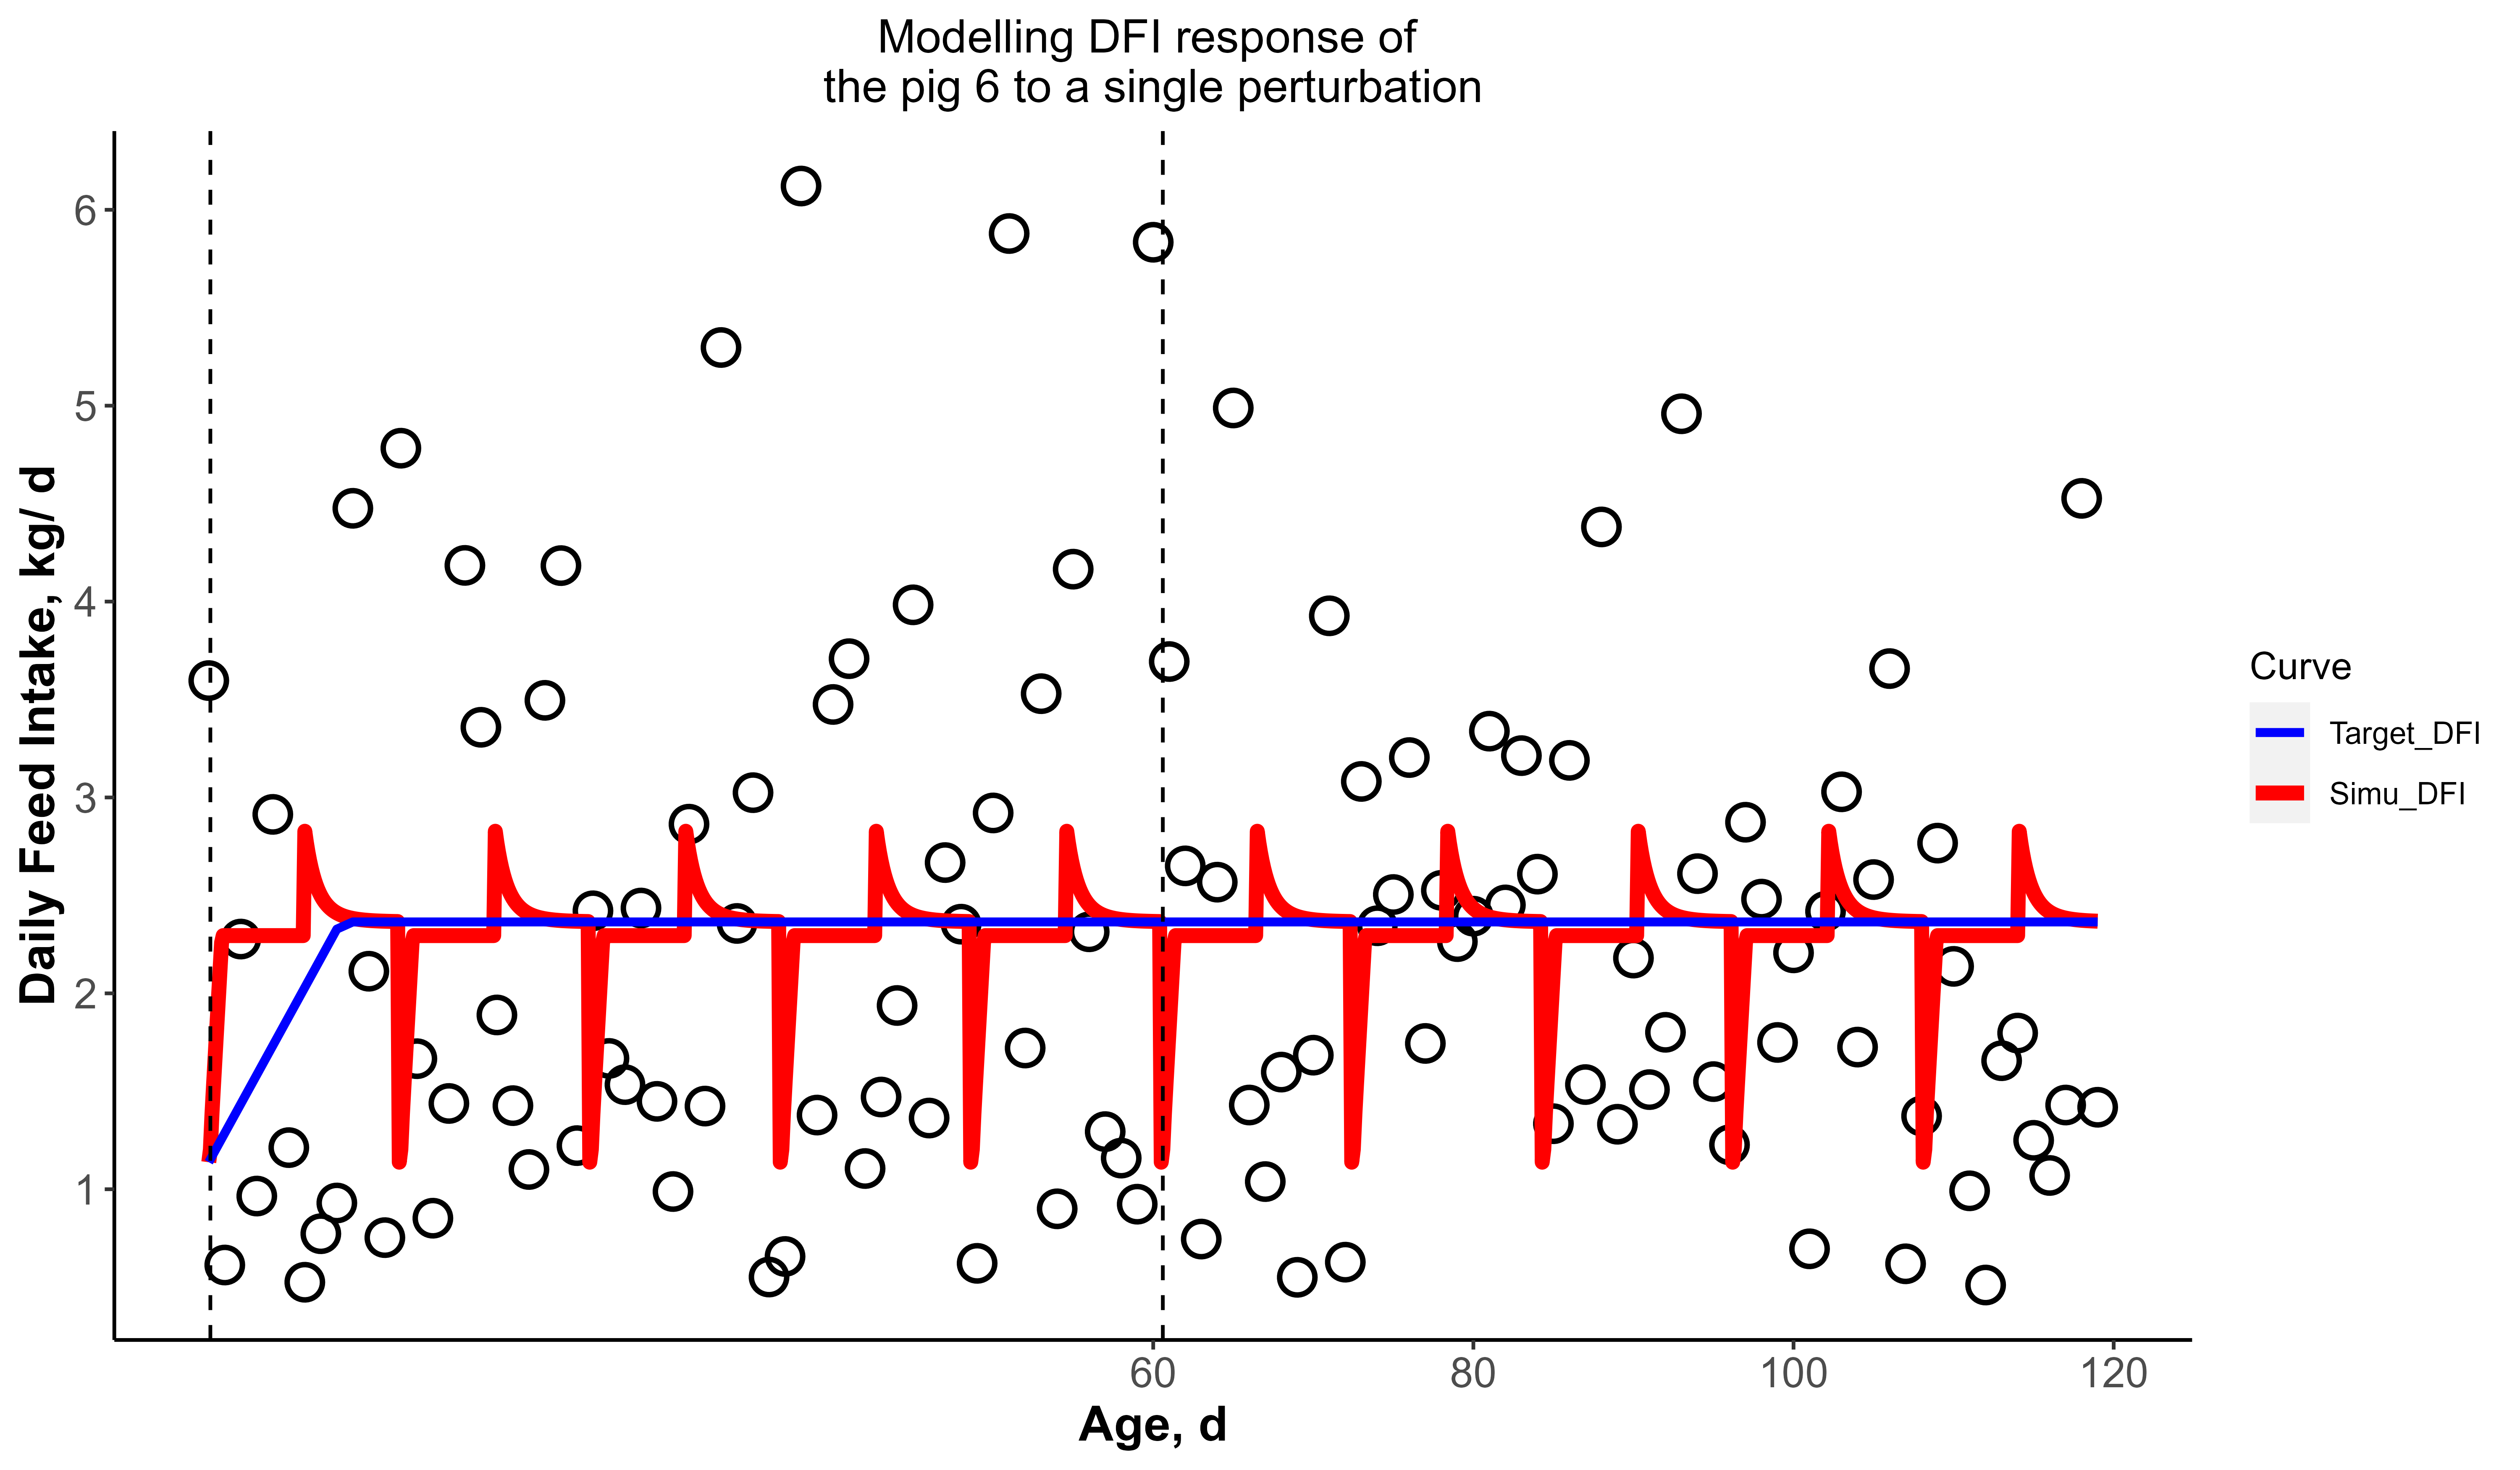 Modelling DFI response of
the pig 6 to a single perturbation
Daily Feed Intake, kg/ d
6
5
4
3
2
1
60
80
100
120
Age, d
Curve
Target_DFI
Simu_DFI